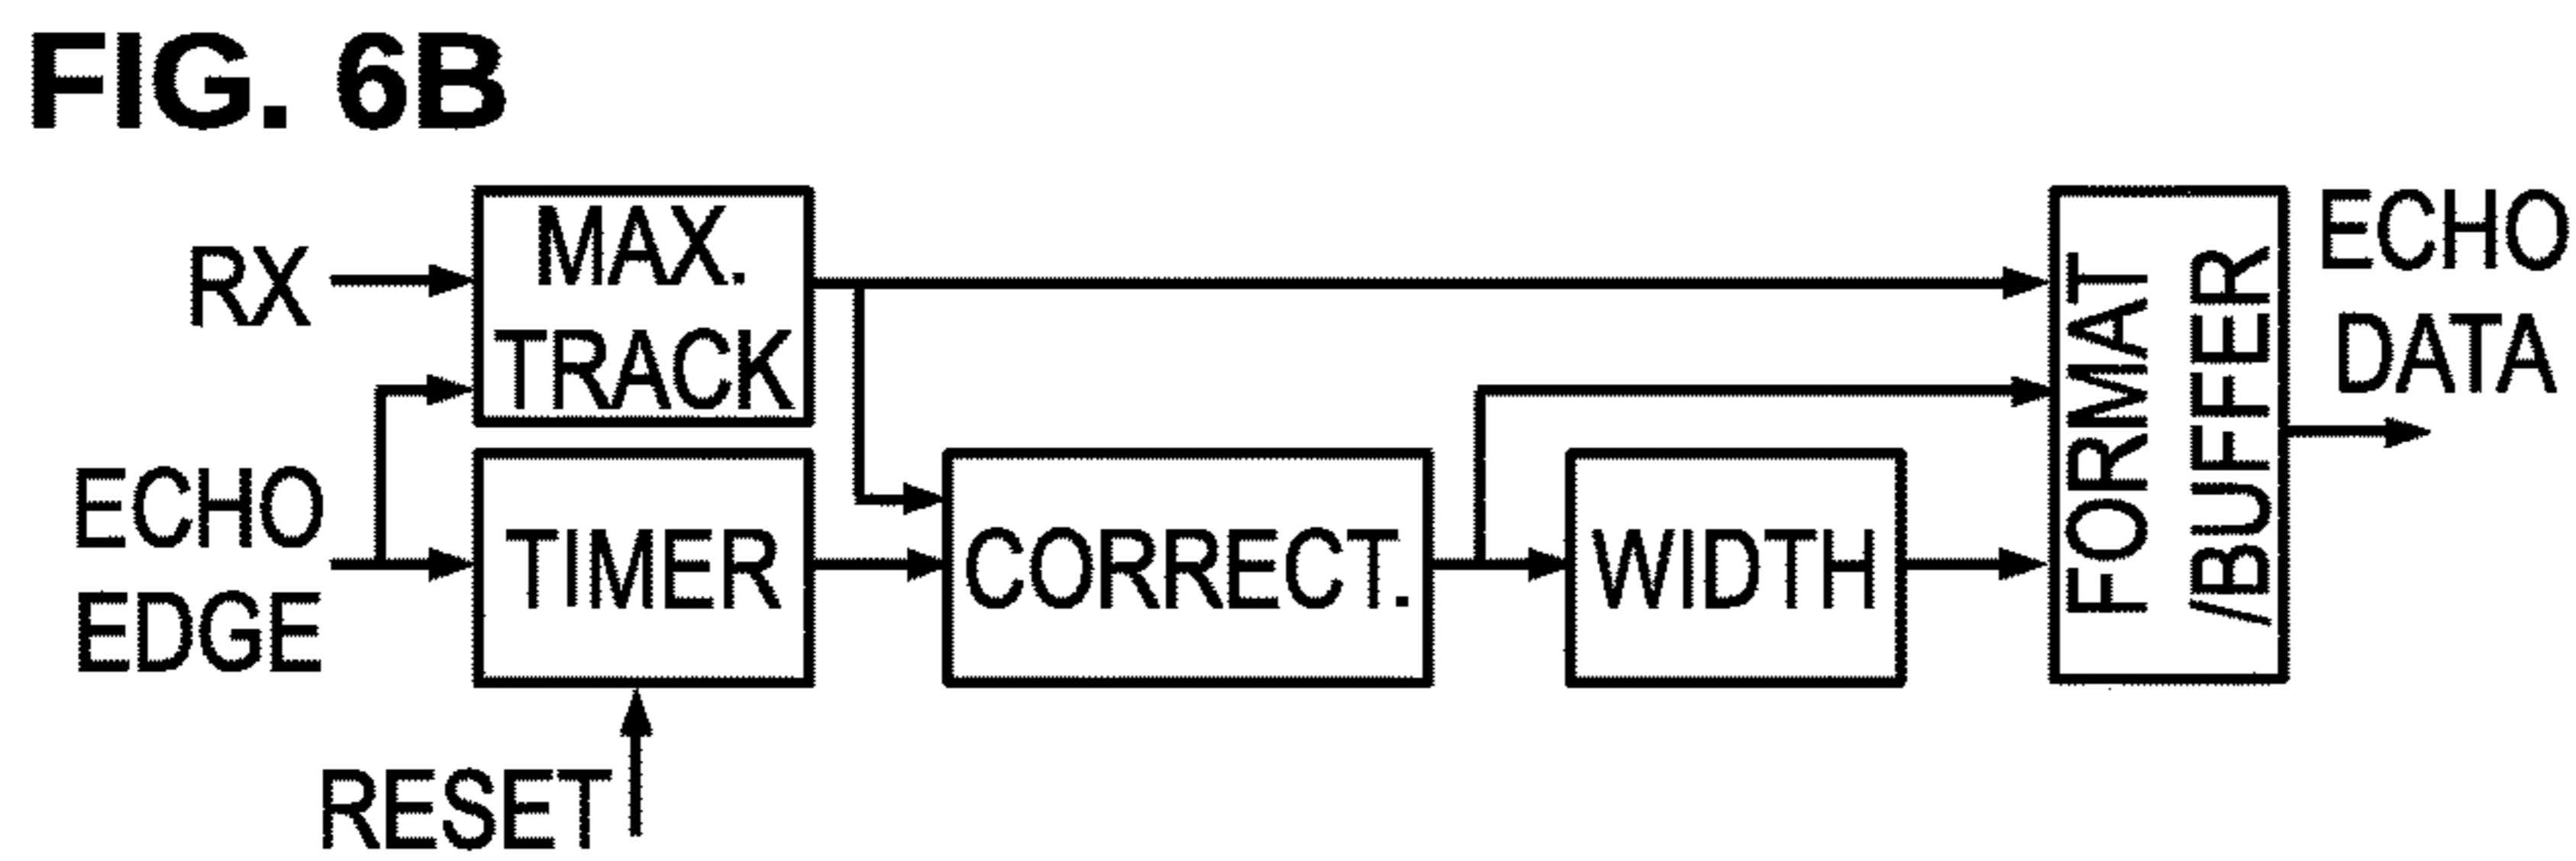 FIG. 6B
RX
MAX.
TRACK
ECHO
EDGE
TIMER
RESET
CORRECT.
WIDTH
FORMAT
/BUFFER
ECHO
DATA